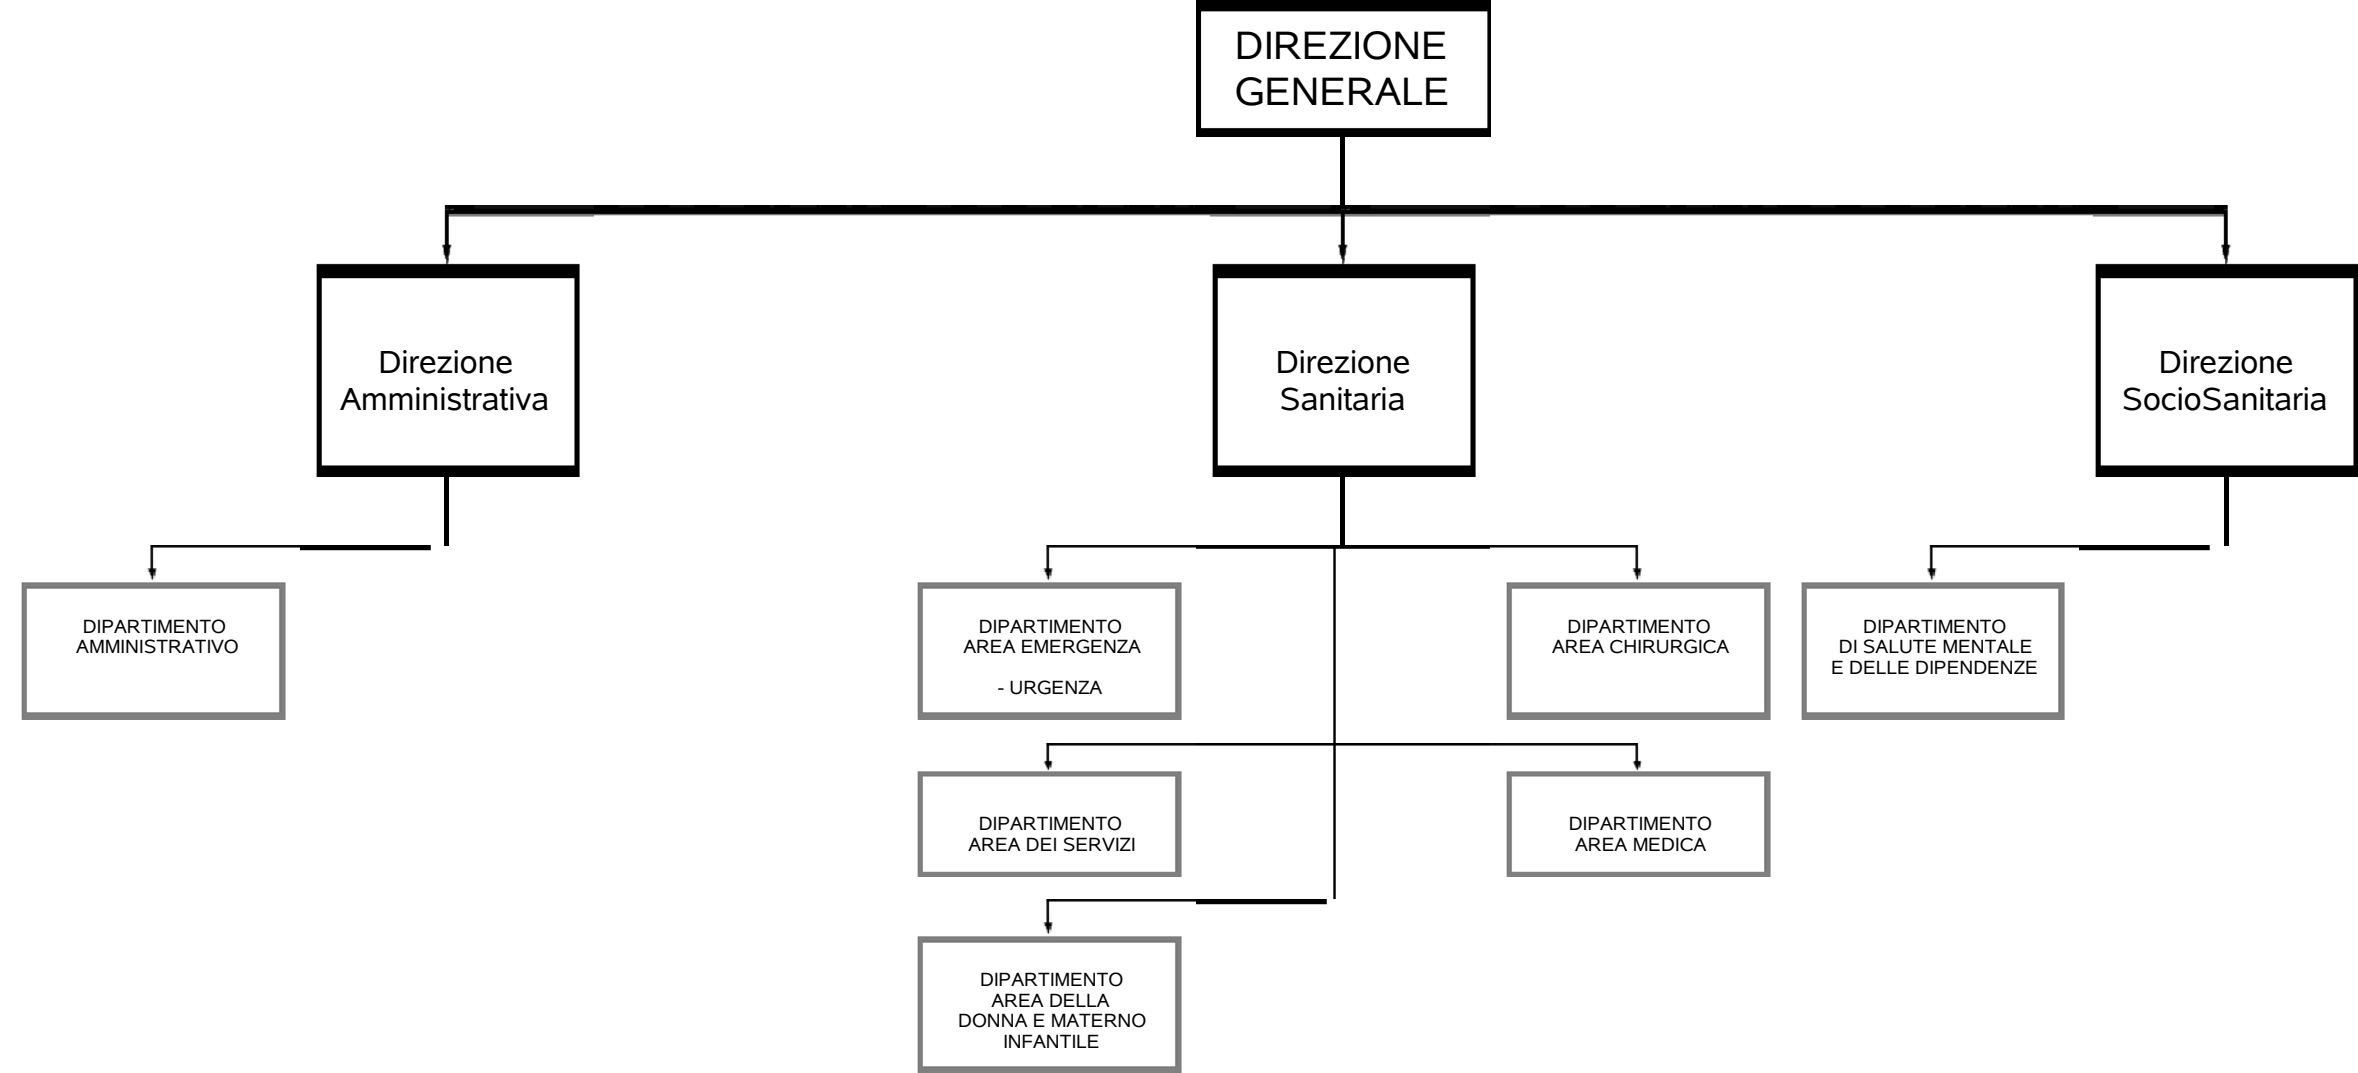 DIREZIONE
GENERALE
Direzione
Amministrativa
Direzione
Sanitaria
Direzione
SocioSanitaria
DIPARTIMENTO
AMMINISTRATIVO
DIPARTIMENTO
AREA EMERGENZA
- URGENZA
DIPARTIMENTO
AREA CHIRURGICA
DIPARTIMENTO
DI SALUTE MENTALE
E DELLE DIPENDENZE
DIPARTIMENTO
AREA DEI SERVIZI
DIPARTIMENTO
AREA MEDICA
DIPARTIMENTO
AREA DELLA
DONNA E MATERNO
INFANTILE